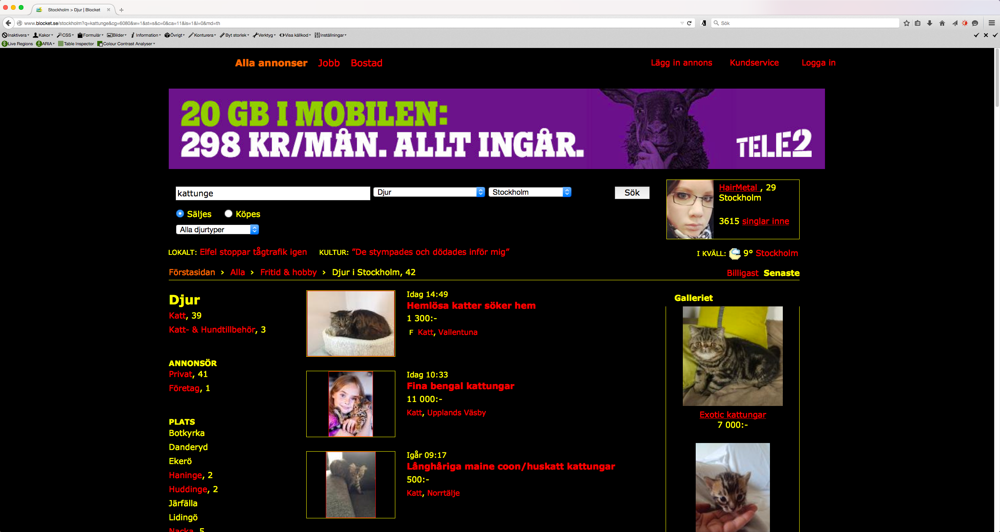 Stockholm > Djur | Blocket
www.blocket.se/stockholm?q=kattunge&cg=6080&w=1&st=s&c=0&ca=11&is=1&l=0&md=th
Sök
Inaktivera Kakor CSS Formulär Bilder Information Övrigt Konturera Byt storlek Verktyg Visa källkod Inställningar
Live Regions ARIA Table Inspector Colour Contrast Analyser
Alla annonser Jobb Bostad
Lägg in annons Kundservice Logga in
20 GB I MOBILEN:
298 KR/MÅN. ALLT INGÅR.
TELE2
kattunge Djur Stockholm Sök
Säljes Köpes
Alla djurtyper
HairMetal , 29
Stockholm
3615 singlar inne
LOKALT: Elfel stoppar tågtrafik igen KULTUR: ”De stympades och dödades inför mig”
I KVÄLL: 9° Stockholm
Förstasidan › Alla › Fritid & hobby › Djur i Stockholm, 42
Billigast Senaste
Djur
Katt, 39
Katt- & Hundtillbehör, 3
ANNONSÖR
Privat, 41
Företag, 1
PLATS
Botkyrka
Danderyd
Ekerö
Haninge, 2
Huddinge, 2
Järfälla
Lidingö
Nacka, 5
Idag 14:49
Hemlösa katter söker hem
1 300:-
F Katt, Vallentuna
Idag 10:33
Fina bengal kattungar
11 000:-
Katt, Upplands Väsby
Igår 09:17
Långhåriga maine coon/huskatt kattungar
500:-
Katt, Norrtälje
Galleriet
Exotic kattungar
7 000:-